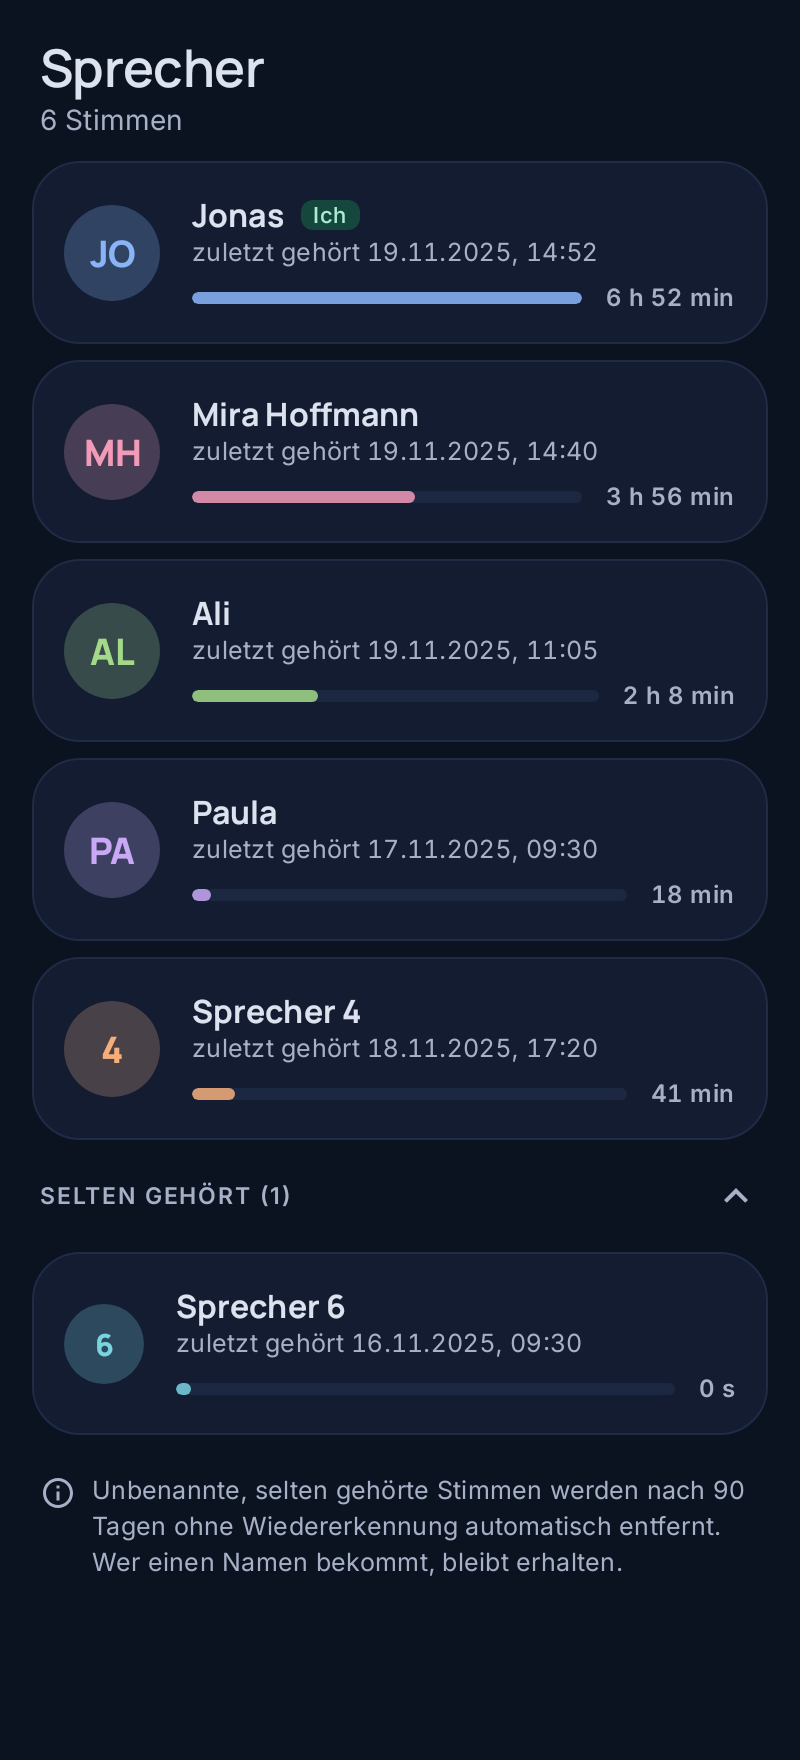 Sprecher
6 Stimmen
JO
Jonas Ich
zuletzt gehört 19.11.2025, 14:52
6 h 52 min
MH
Mira Hoffmann
zuletzt gehört 19.11.2025, 14:40
3 h 56 min
AL
Ali
zuletzt gehört 19.11.2025, 11:05
2 h 8 min
PA
Paula
zuletzt gehört 17.11.2025, 09:30
18 min
4
Sprecher 4
zuletzt gehört 18.11.2025, 17:20
41 min
SELTEN GEHÖRT (1)
6
Sprecher 6
zuletzt gehört 16.11.2025, 09:30
0 s
Unbenannte, selten gehörte Stimmen werden nach 90
Tagen ohne Wiedererkennung automatisch entfernt.
Wer einen Namen bekommt, bleibt erhalten.